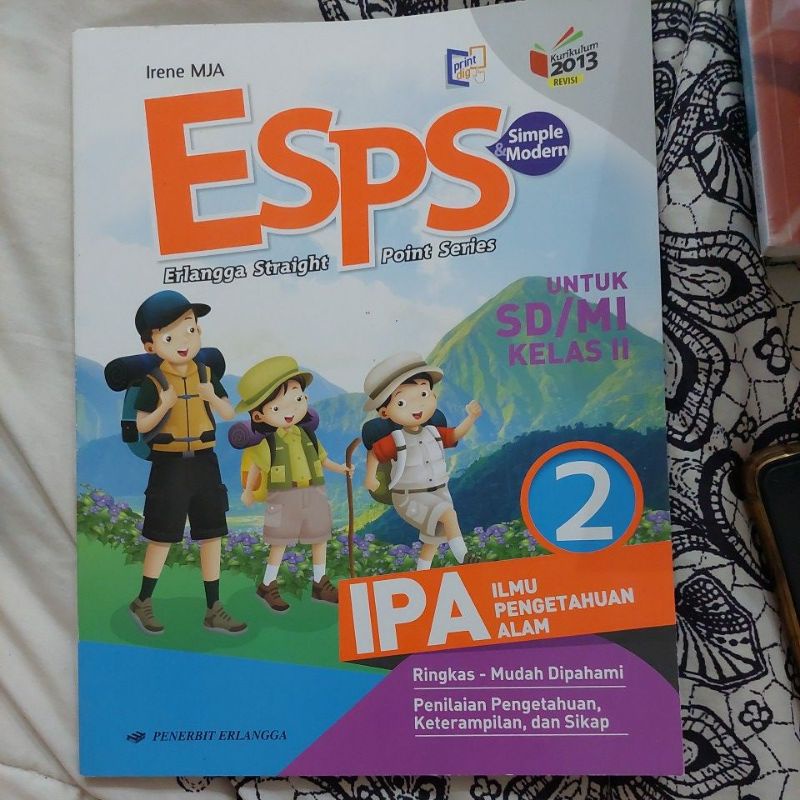 Irene MJA
print
dig
Kurikulum
2013
REVISI
ESPS
Simple
&Modern
Erlangga Straight Point Series
UNTUK
SD/MI
KELAS II
2
IPA
ILMU
PENGETAHUAN
ALAM
Ringkas - Mudah Dipahami
Penilaian Pengetahuan,
Keterampilan, dan Sikap
PENERBIT ERLANGGA